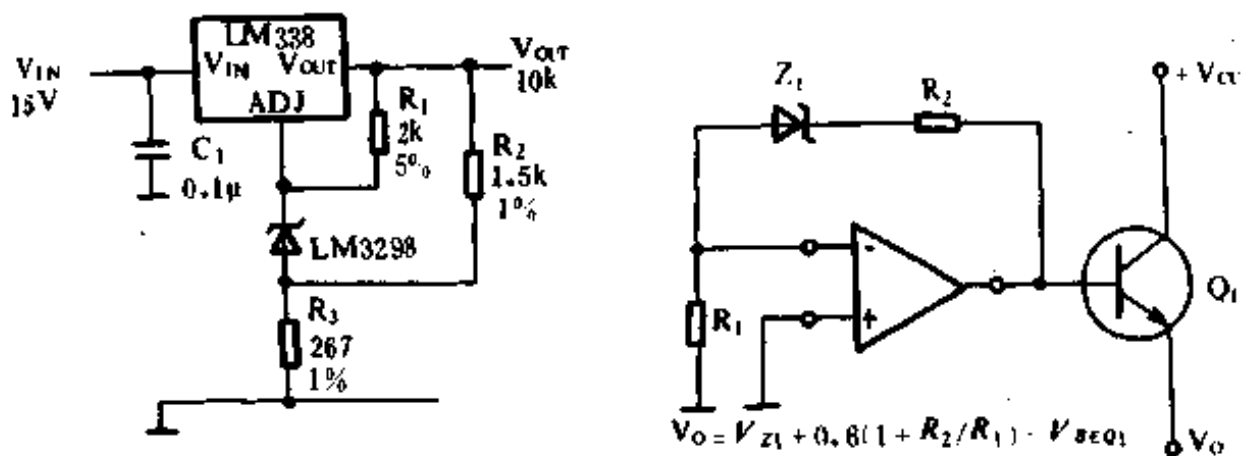 LM338
VIN VOUT
ADJ
VIN
15V
VOUT
10k
R1
2k
5%
R2
1.5k
1%
C1
0.1μ
LM3298
R3
267
1%
Z1
R2
+VCC
-
+
R1
Q1
VO = VZ1 + 0.6(1 + R2/R1) - VBEQ1
VO